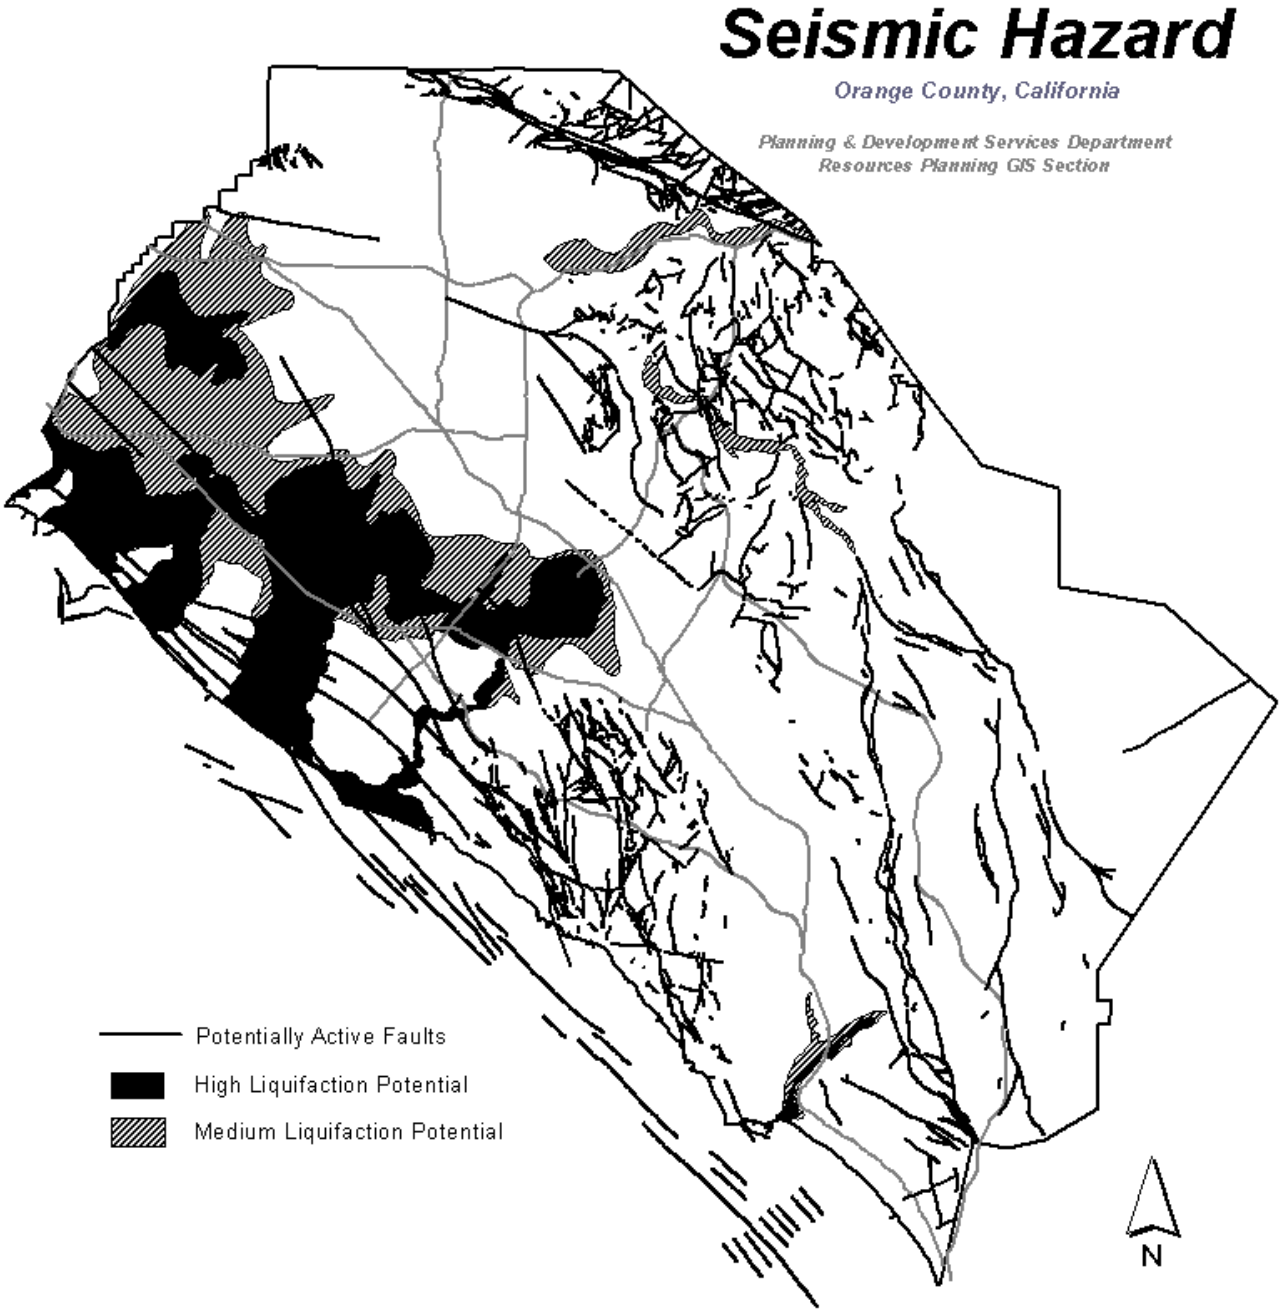 Seismic Hazard
Orange County, California
Planning & Development Services Department
Resources Planning GIS Section
Potentially Active Faults
High Liquifaction Potential
Medium Liquifaction Potential
N